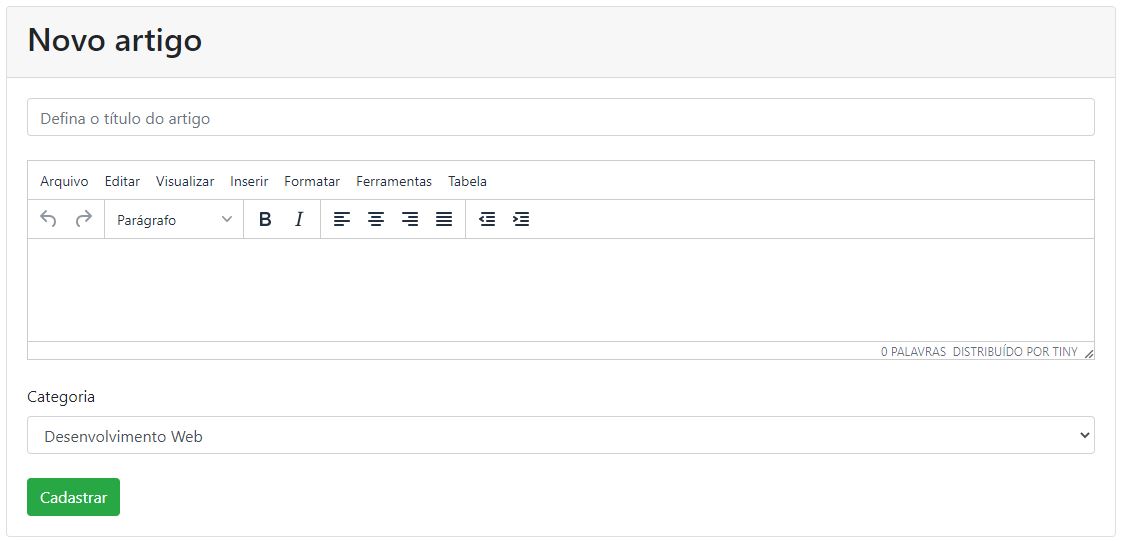 Novo artigo
Defina o título do artigo
Arquivo Editar Visualizar Inserir Formatar Ferramentas Tabela
Parágrafo B I
0 PALAVRAS DISTRIBUÍDO POR TINY
Categoria
Desenvolvimento Web
Cadastrar